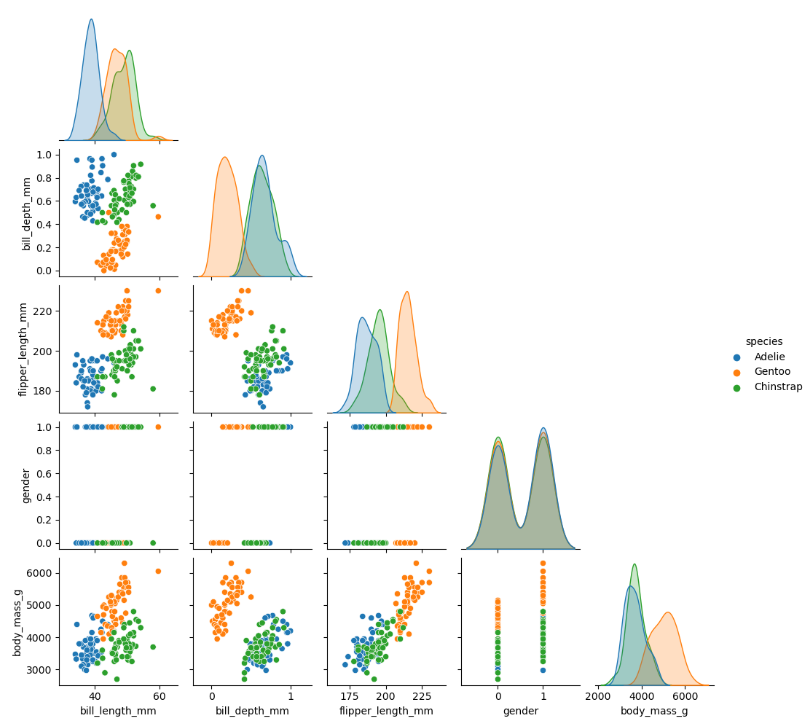 1.0
0.8
0.6
0.4
0.2
0.0
bill_depth_mm
220
200
180
flipper_length_mm
species
Adelie
Gentoo
Chinstrap
1.0
0.8
0.6
0.4
0.2
0.0
gender
6000
5000
4000
3000
body_mass_g
40 60
bill_length_mm
0 1
bill_depth_mm
175 200 225
flipper_length_mm
0 1
gender
2000 4000 6000
body_mass_g